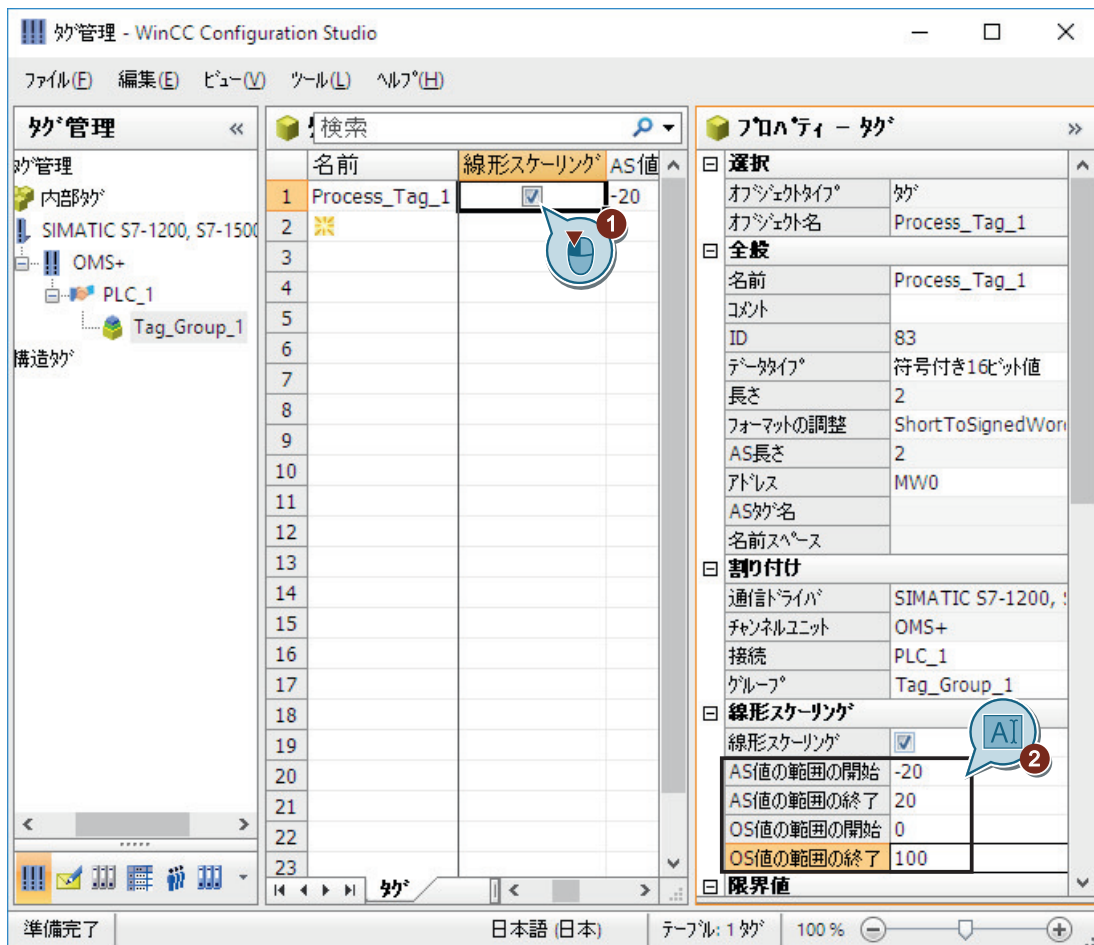 タグ管理 - WinCC Configuration Studio
ファイル(F) 編集(E) ビュー(V) ツール(L) ヘルプ(H)
タグ管理 «
タグ管理
内部タグ
SIMATIC S7-1200, S7-1500
OMS+
PLC_1
Tag_Group_1
構造タグ
検索
名前 線形スケーリング AS値
1 Process_Tag_1 -20
2
3
4
5
6
7
8
9
10
11
12
13
14
15
16
17
18
19
20
21
22
23
タグ
1
プロパティ - タグ »
選択
オブジェクトタイプ タグ
オブジェクト名 Process_Tag_1
全般
名前 Process_Tag_1
コメント
ID 83
データタイプ 符号付き16ビット値
長さ 2
フォーマットの調整 ShortToSignedWor
AS長さ 2
アドレス MW0
ASタグ名
名前スペース
割り付け
通信ドライバ SIMATIC S7-1200,
チャンネルユニット OMS+
接続 PLC_1
グループ Tag_Group_1
線形スケーリング
線形スケーリング
AS値の範囲の開始 -20
AS値の範囲の終了 20
OS値の範囲の開始 0
OS値の範囲の終了 100
限界値
AI
2
準備完了 日本語 (日本) テーブル: 1 タグ 100 %